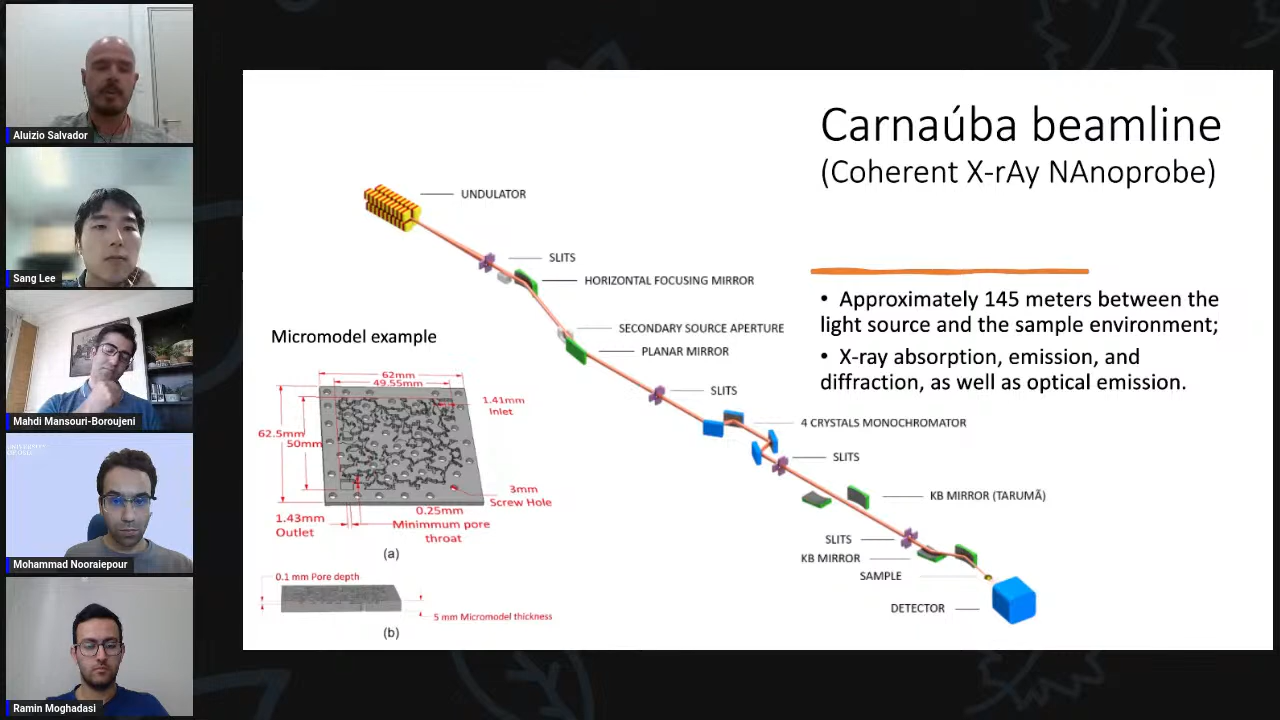 Aluizio Salvador
Sang Lee
Mahdi Mansouri-Boroujeni
Mohammad Nooraiepour
Ramin Moghadasi
Carnaúba beamline
(Coherent X-rAy NAnoprobe)
• Approximately 145 meters between the
light source and the sample environment;
• X-ray absorption, emission, and
diffraction, as well as optical emission.
UNDULATOR
SLITS
HORIZONTAL FOCUSING MIRROR
SECONDARY SOURCE APERTURE
PLANAR MIRROR
SLITS
4 CRYSTALS MONOCHROMATOR
SLITS
KB MIRROR (TARUMÃ)
SLITS
KB MIRROR
SAMPLE
DETECTOR
Micromodel example
62mm
49.55mm
1.41mm
Inlet
62.5mm
50mm
3mm
Screw Hole
0.25mm
Minimmum pore
throat
1.43mm
Outlet
(a)
0.1 mm Pore depth
5 mm Micromodel thickness
(b)